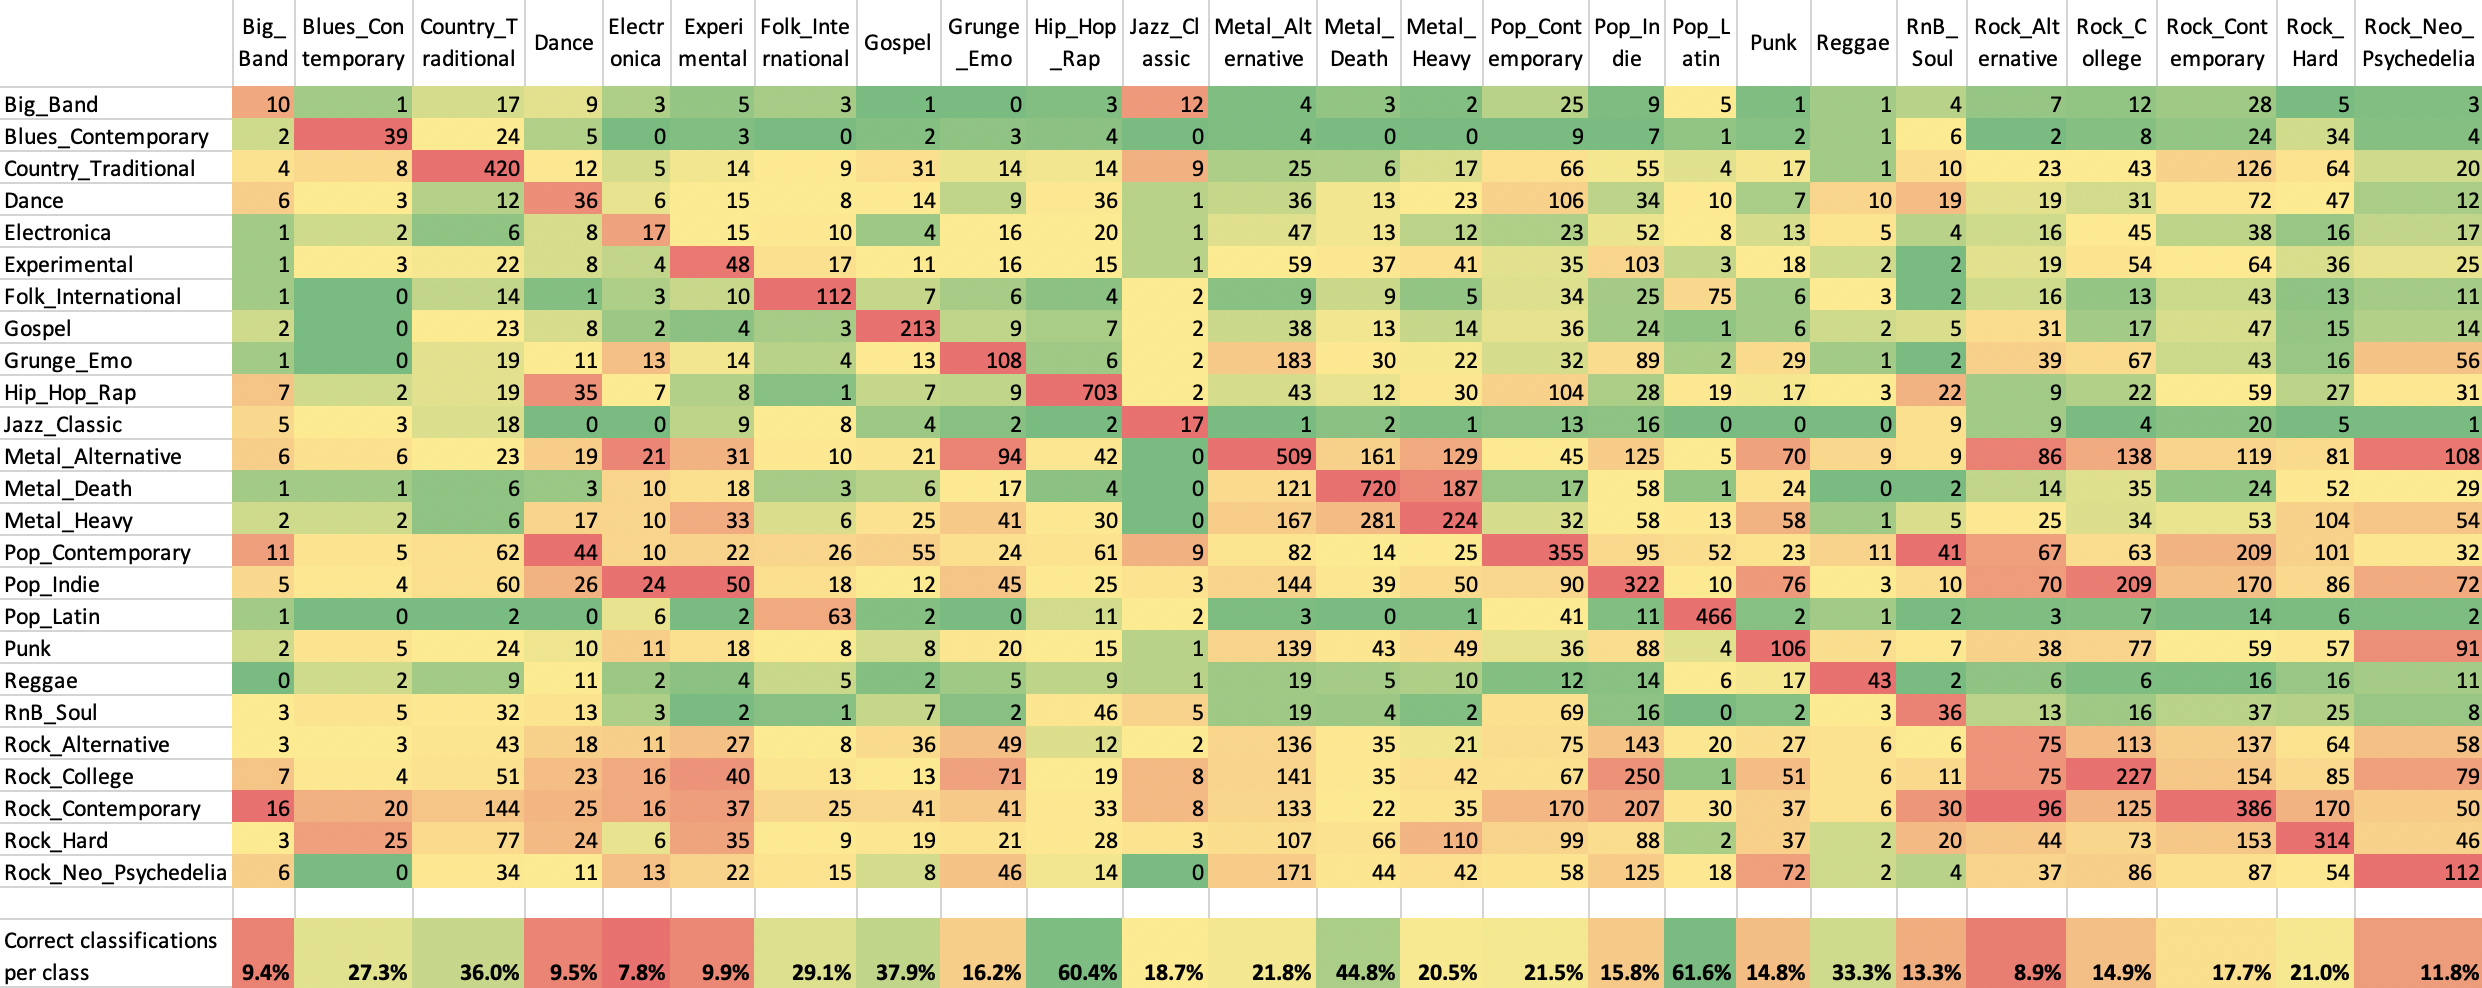 Big_ Blues_Con Country_T Dance Electr Experi Folk_Inte Gospel Grunge Hip_Hop Jazz_Cl Metal_Alt Metal_ Metal_ Pop_Cont Pop_In Pop_L Punk Reggae RnB_ Rock_Alt Rock_C Rock_Cont Rock_ Rock_Neo_
Band temporary raditional onica mental rnational _Emo _Rap assic ernative Death Heavy emporary die atin Soul ernative ollege emporary Hard Psychedelia
Big_Band 10 1 17 9 3 5 3 1 0 3 12 4 3 2 25 9 5 1 1 4 7 12 28 5 3
Blues_Contemporary 2 39 24 5 0 3 0 2 3 4 0 4 0 0 9 7 1 2 1 6 2 8 24 34 4
Country_Traditional 4 8 420 12 5 14 9 31 14 14 9 25 6 17 66 55 4 17 1 10 23 43 126 64 20
Dance 6 3 12 36 6 15 8 14 9 36 1 36 13 23 106 34 10 7 10 19 19 31 72 47 12
Electronica 1 2 6 8 17 15 10 4 16 20 1 47 13 12 23 52 8 13 5 4 16 45 38 16 17
Experimental 1 3 22 8 4 48 17 11 16 15 1 59 37 41 35 103 3 18 2 2 19 54 64 36 25
Folk_International 1 0 14 1 3 10 112 7 6 4 2 9 9 5 34 25 75 6 3 2 16 13 43 13 11
Gospel 2 0 23 8 2 4 3 213 9 7 2 38 13 14 36 24 1 6 2 5 31 17 47 15 14
Grunge_Emo 1 0 19 11 13 14 4 13 108 6 2 183 30 22 32 89 2 29 1 2 39 67 43 16 56
Hip_Hop_Rap 7 2 19 35 7 8 1 7 9 703 2 43 12 30 104 28 19 17 3 22 9 22 59 27 31
Jazz_Classic 5 3 18 0 0 9 8 4 2 2 17 1 2 1 13 16 0 0 0 9 9 4 20 5 1
Metal_Alternative 6 6 23 19 21 31 10 21 94 42 0 509 161 129 45 125 5 70 9 9 86 138 119 81 108
Metal_Death 1 1 6 3 10 18 3 6 17 4 0 121 720 187 17 58 1 24 0 2 14 35 24 52 29
Metal_Heavy 2 2 6 17 10 33 6 25 41 30 0 167 281 224 32 58 13 58 1 5 25 34 53 104 54
Pop_Contemporary 11 5 62 44 10 22 26 55 24 61 9 82 14 25 355 95 52 23 11 41 67 63 209 101 32
Pop_Indie 5 4 60 26 24 50 18 12 45 25 3 144 39 50 90 322 10 76 3 10 70 209 170 86 72
Pop_Latin 1 0 2 0 6 2 63 2 0 11 2 3 0 1 41 11 466 2 1 2 3 7 14 6 2
Punk 2 5 24 10 11 18 8 8 20 15 1 139 43 49 36 88 4 106 7 7 38 77 59 57 91
Reggae 0 2 9 11 2 4 5 2 5 9 1 19 5 10 12 14 6 17 43 2 6 6 16 16 11
RnB_Soul 3 5 32 13 3 2 1 7 2 46 5 19 4 2 69 16 0 2 3 36 13 16 37 25 8
Rock_Alternative 3 3 43 18 11 27 8 36 49 12 2 136 35 21 75 143 20 27 6 6 75 113 137 64 58
Rock_College 7 4 51 23 16 40 13 13 71 19 8 141 35 42 67 250 1 51 6 11 75 227 154 85 79
Rock_Contemporary 16 20 144 25 16 37 25 41 41 33 8 133 22 35 170 207 30 37 6 30 96 125 386 170 50
Rock_Hard 3 25 77 24 6 35 9 19 21 28 3 107 66 110 99 88 2 37 2 20 44 73 153 314 46
Rock_Neo_Psychedelia 6 0 34 11 13 22 15 8 46 14 0 171 44 42 58 125 18 72 2 4 37 86 87 54 112
Correct classifications
per class 9.4% 27.3% 36.0% 9.5% 7.8% 9.9% 29.1% 37.9% 16.2% 60.4% 18.7% 21.8% 44.8% 20.5% 21.5% 15.8% 61.6% 14.8% 33.3% 13.3% 8.9% 14.9% 17.7% 21.0% 11.8%